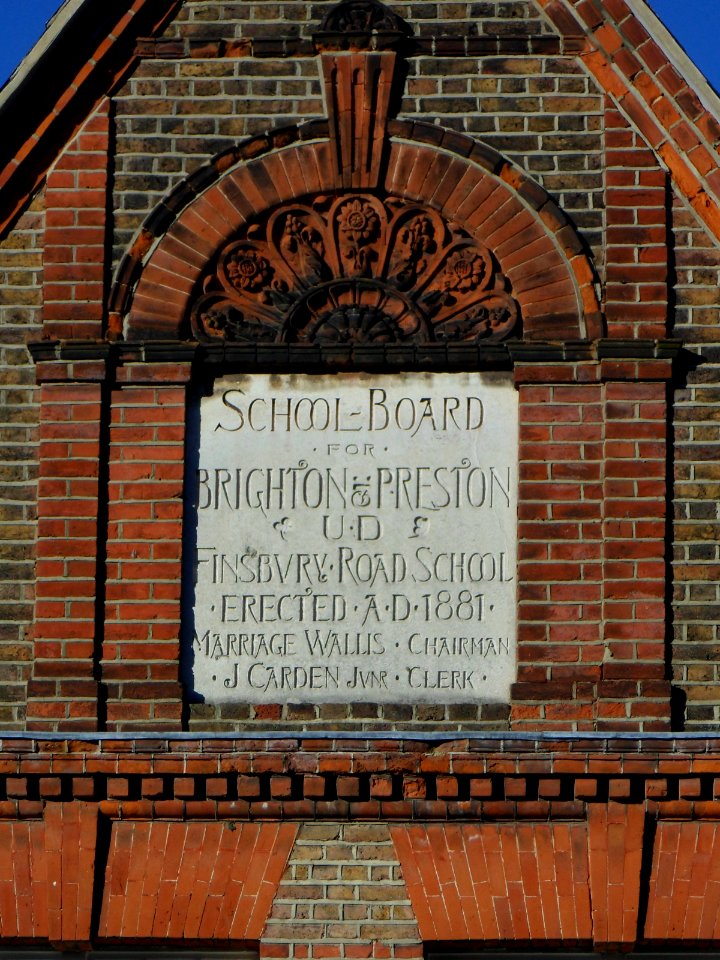 SCHOOL-BOARD
·FOR·
BRIGHTON & PRESTON
U·D
FINSBVRY·ROAD SCHOOL
·ERECTED·A·D·1881·
MARRIAGE WALLIS · CHAIRMAN
· J CARDEN JVNR · CLERK ·